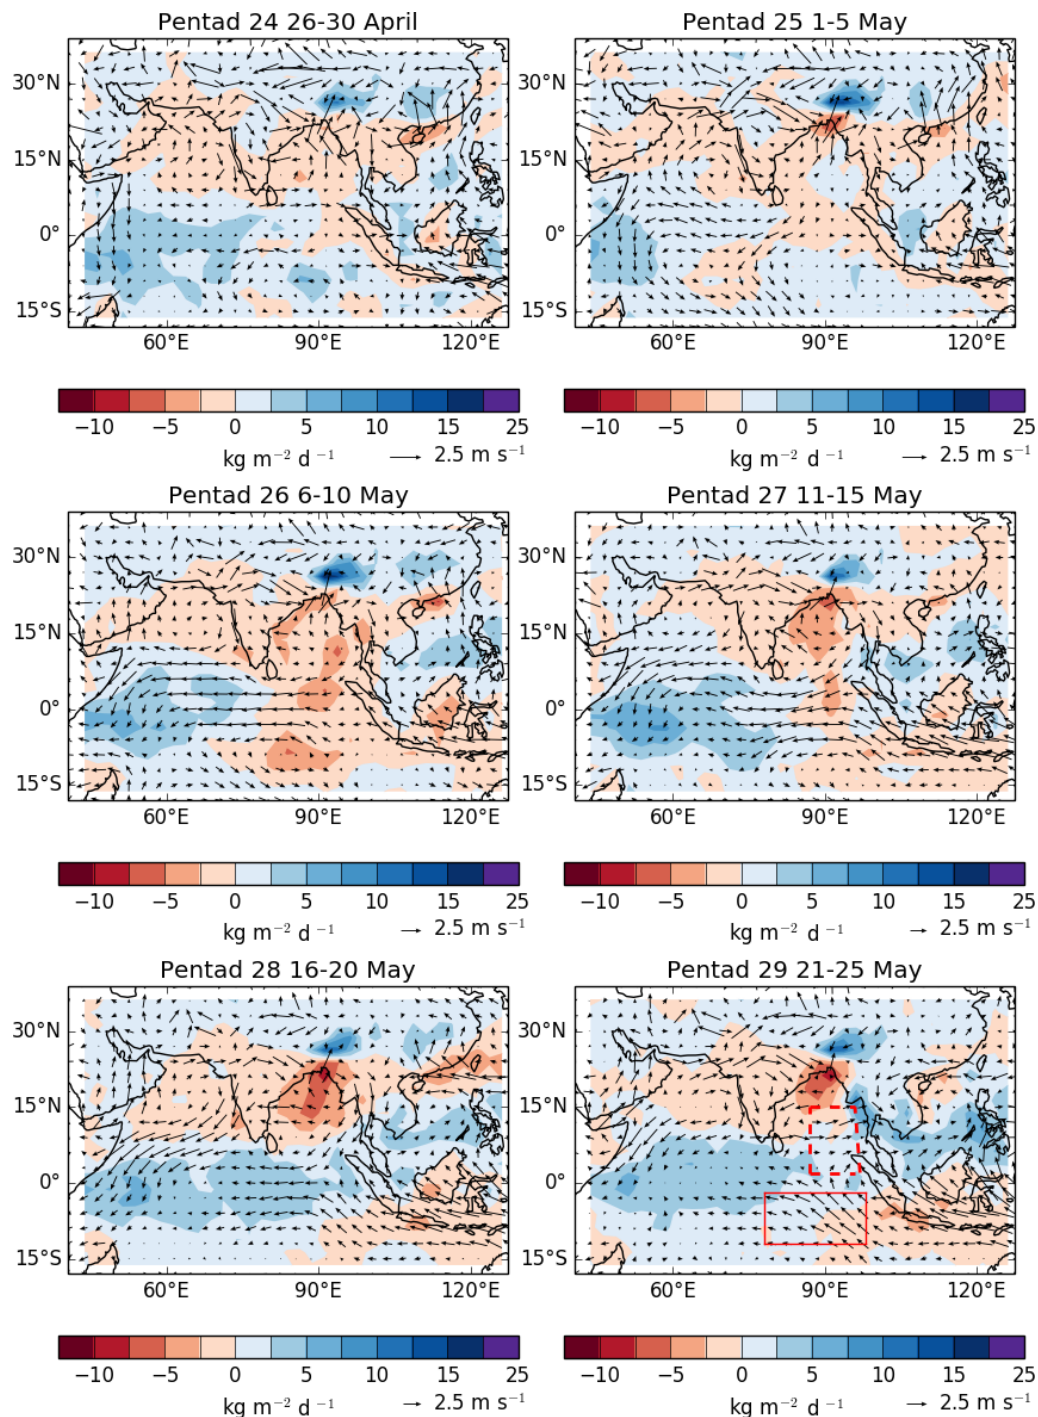 Pentad 24 26-30 April
Pentad 25 1-5 May
30°N
15°N
0°
15°S
30°N
15°N
0°
15°S
60°E 90°E 120°E
60°E 90°E 120°E
−10 −5 0 5 10 15 25
−10 −5 0 5 10 15 25
kg m⁻² d ⁻¹ 2.5 m s⁻¹
kg m⁻² d ⁻¹ 2.5 m s⁻¹
Pentad 26 6-10 May
Pentad 27 11-15 May
30°N
15°N
0°
15°S
30°N
15°N
0°
15°S
60°E 90°E 120°E
60°E 90°E 120°E
−10 −5 0 5 10 15 25
−10 −5 0 5 10 15 25
kg m⁻² d ⁻¹ 2.5 m s⁻¹
kg m⁻² d ⁻¹ 2.5 m s⁻¹
Pentad 28 16-20 May
Pentad 29 21-25 May
30°N
15°N
0°
15°S
30°N
15°N
0°
15°S
60°E 90°E 120°E
60°E 90°E 120°E
−10 −5 0 5 10 15 25
−10 −5 0 5 10 15 25
kg m⁻² d ⁻¹ 2.5 m s⁻¹
kg m⁻² d ⁻¹ 2.5 m s⁻¹